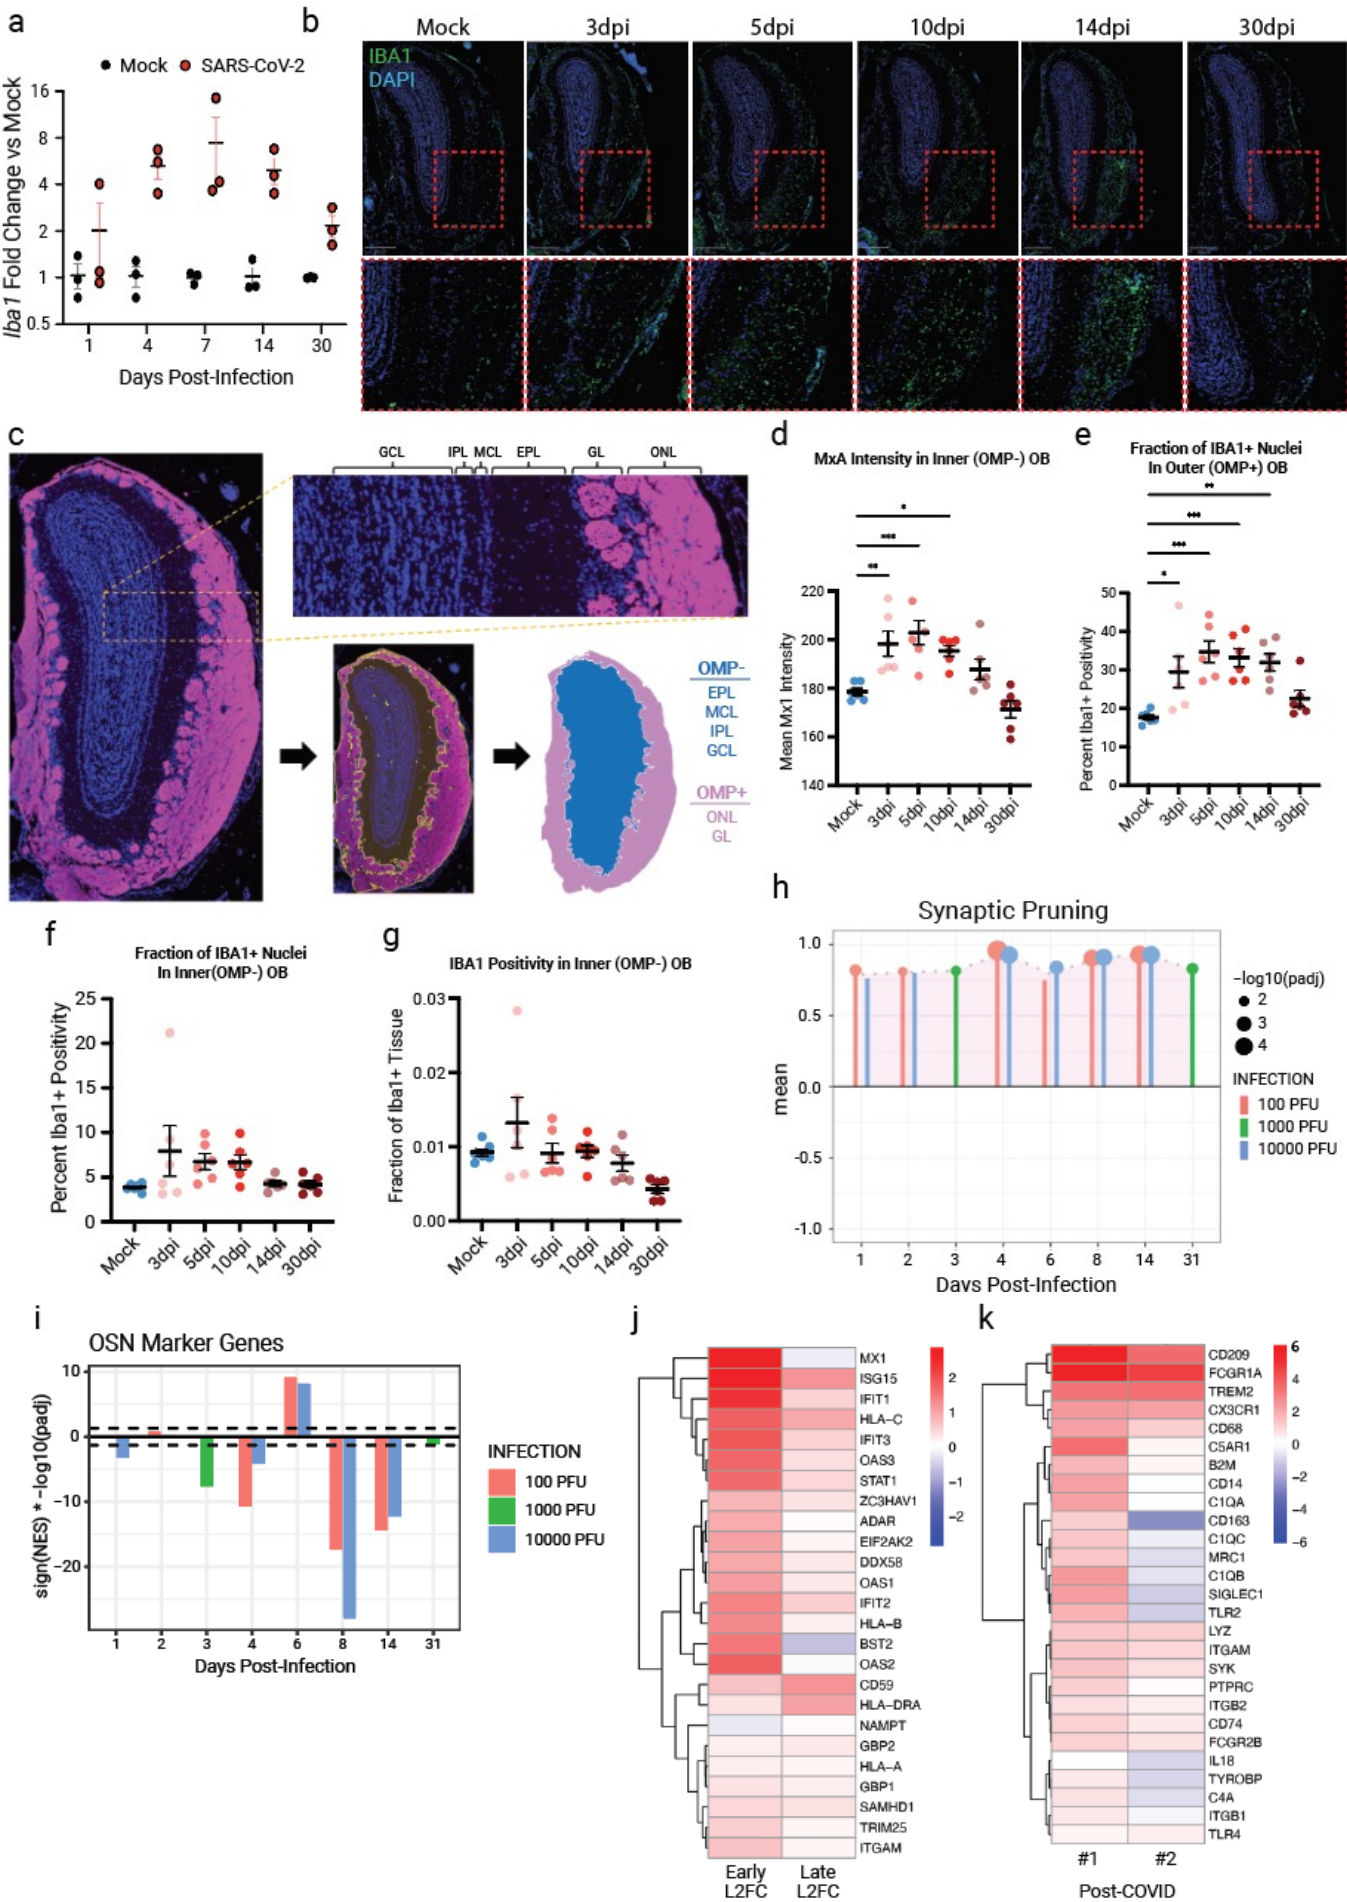 a
Mock SARS-CoV-2
Iba1 Fold Change vs Mock
16
8
4
2
1
0.5
1 4 7 14 30
Days Post-Infection
b
Mock 3dpi 5dpi 10dpi 14dpi 30dpi
IBA1
DAPI
c
GCL IPL MCL EPL GL ONL
OMP-
EPL
MCL
IPL
GCL
OMP+
ONL
GL
d
MxA Intensity in Inner (OMP-) OB
*
***
**
Mean Mx1 Intensity
220
200
180
160
140
Mock 3dpi 5dpi 10dpi 14dpi 30dpi
e
Fraction of IBA1+ Nuclei
In Outer (OMP+) OB
**
***
***
*
Percent Iba1+ Positivity
50
40
30
20
10
0
Mock 3dpi 5dpi 10dpi 14dpi 30dpi
f
Fraction of IBA1+ Nuclei
In Inner(OMP-) OB
Percent Iba1+ Positivity
25
20
15
10
5
0
Mock 3dpi 5dpi 10dpi 14dpi 30dpi
g
IBA1 Positivity in Inner (OMP-) OB
Fraction of Iba1+ Tissue
0.03
0.02
0.01
0.00
Mock 3dpi 5dpi 10dpi 14dpi 30dpi
h
Synaptic Pruning
mean
1.0
0.5
0.0
-0.5
-1.0
1 2 3 4 6 8 14 31
Days Post-Infection
-log10(padj)
2
3
4
INFECTION
100 PFU
1000 PFU
10000 PFU
i
OSN Marker Genes
sign(NES) * -log10(padj)
10
0
-10
-20
1 2 3 4 6 8 14 31
Days Post-Infection
INFECTION
100 PFU
1000 PFU
10000 PFU
j
MX1
ISG15
IFIT1
HLA-C
IFIT3
OAS3
STAT1
ZC3HAV1
ADAR
EIF2AK2
DDX58
OAS1
IFIT2
HLA-B
BST2
OAS2
CD59
HLA-DRA
NAMPT
GBP2
HLA-A
GBP1
SAMHD1
TRIM25
ITGAM
Early Late
L2FC L2FC
2
1
0
-1
-2
k
CD209
FCGR1A
TREM2
CX3CR1
CD68
C5AR1
B2M
CD14
C1QA
CD163
C1QC
MRC1
C1QB
SIGLEC1
TLR2
LYZ
ITGAM
SYK
PTPRC
ITGB2
CD74
FCGR2B
IL18
TYROBP
C4A
ITGB1
TLR4
#1 #2
Post-COVID
6
4
2
0
-2
-4
-6